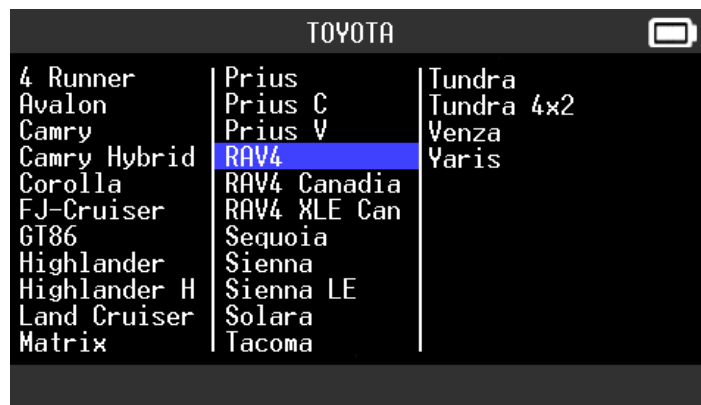 TOYOTA
4 Runner
Avalon
Camry
Camry Hybrid
Corolla
FJ-Cruiser
GT86
Highlander
Highlander H
Land Cruiser
Matrix
Prius
Prius C
Prius V
RAV4
RAV4 Canadia
RAV4 XLE Can
Sequoia
Sienna
Sienna LE
Solara
Tacoma
Tundra
Tundra 4x2
Venza
Yaris